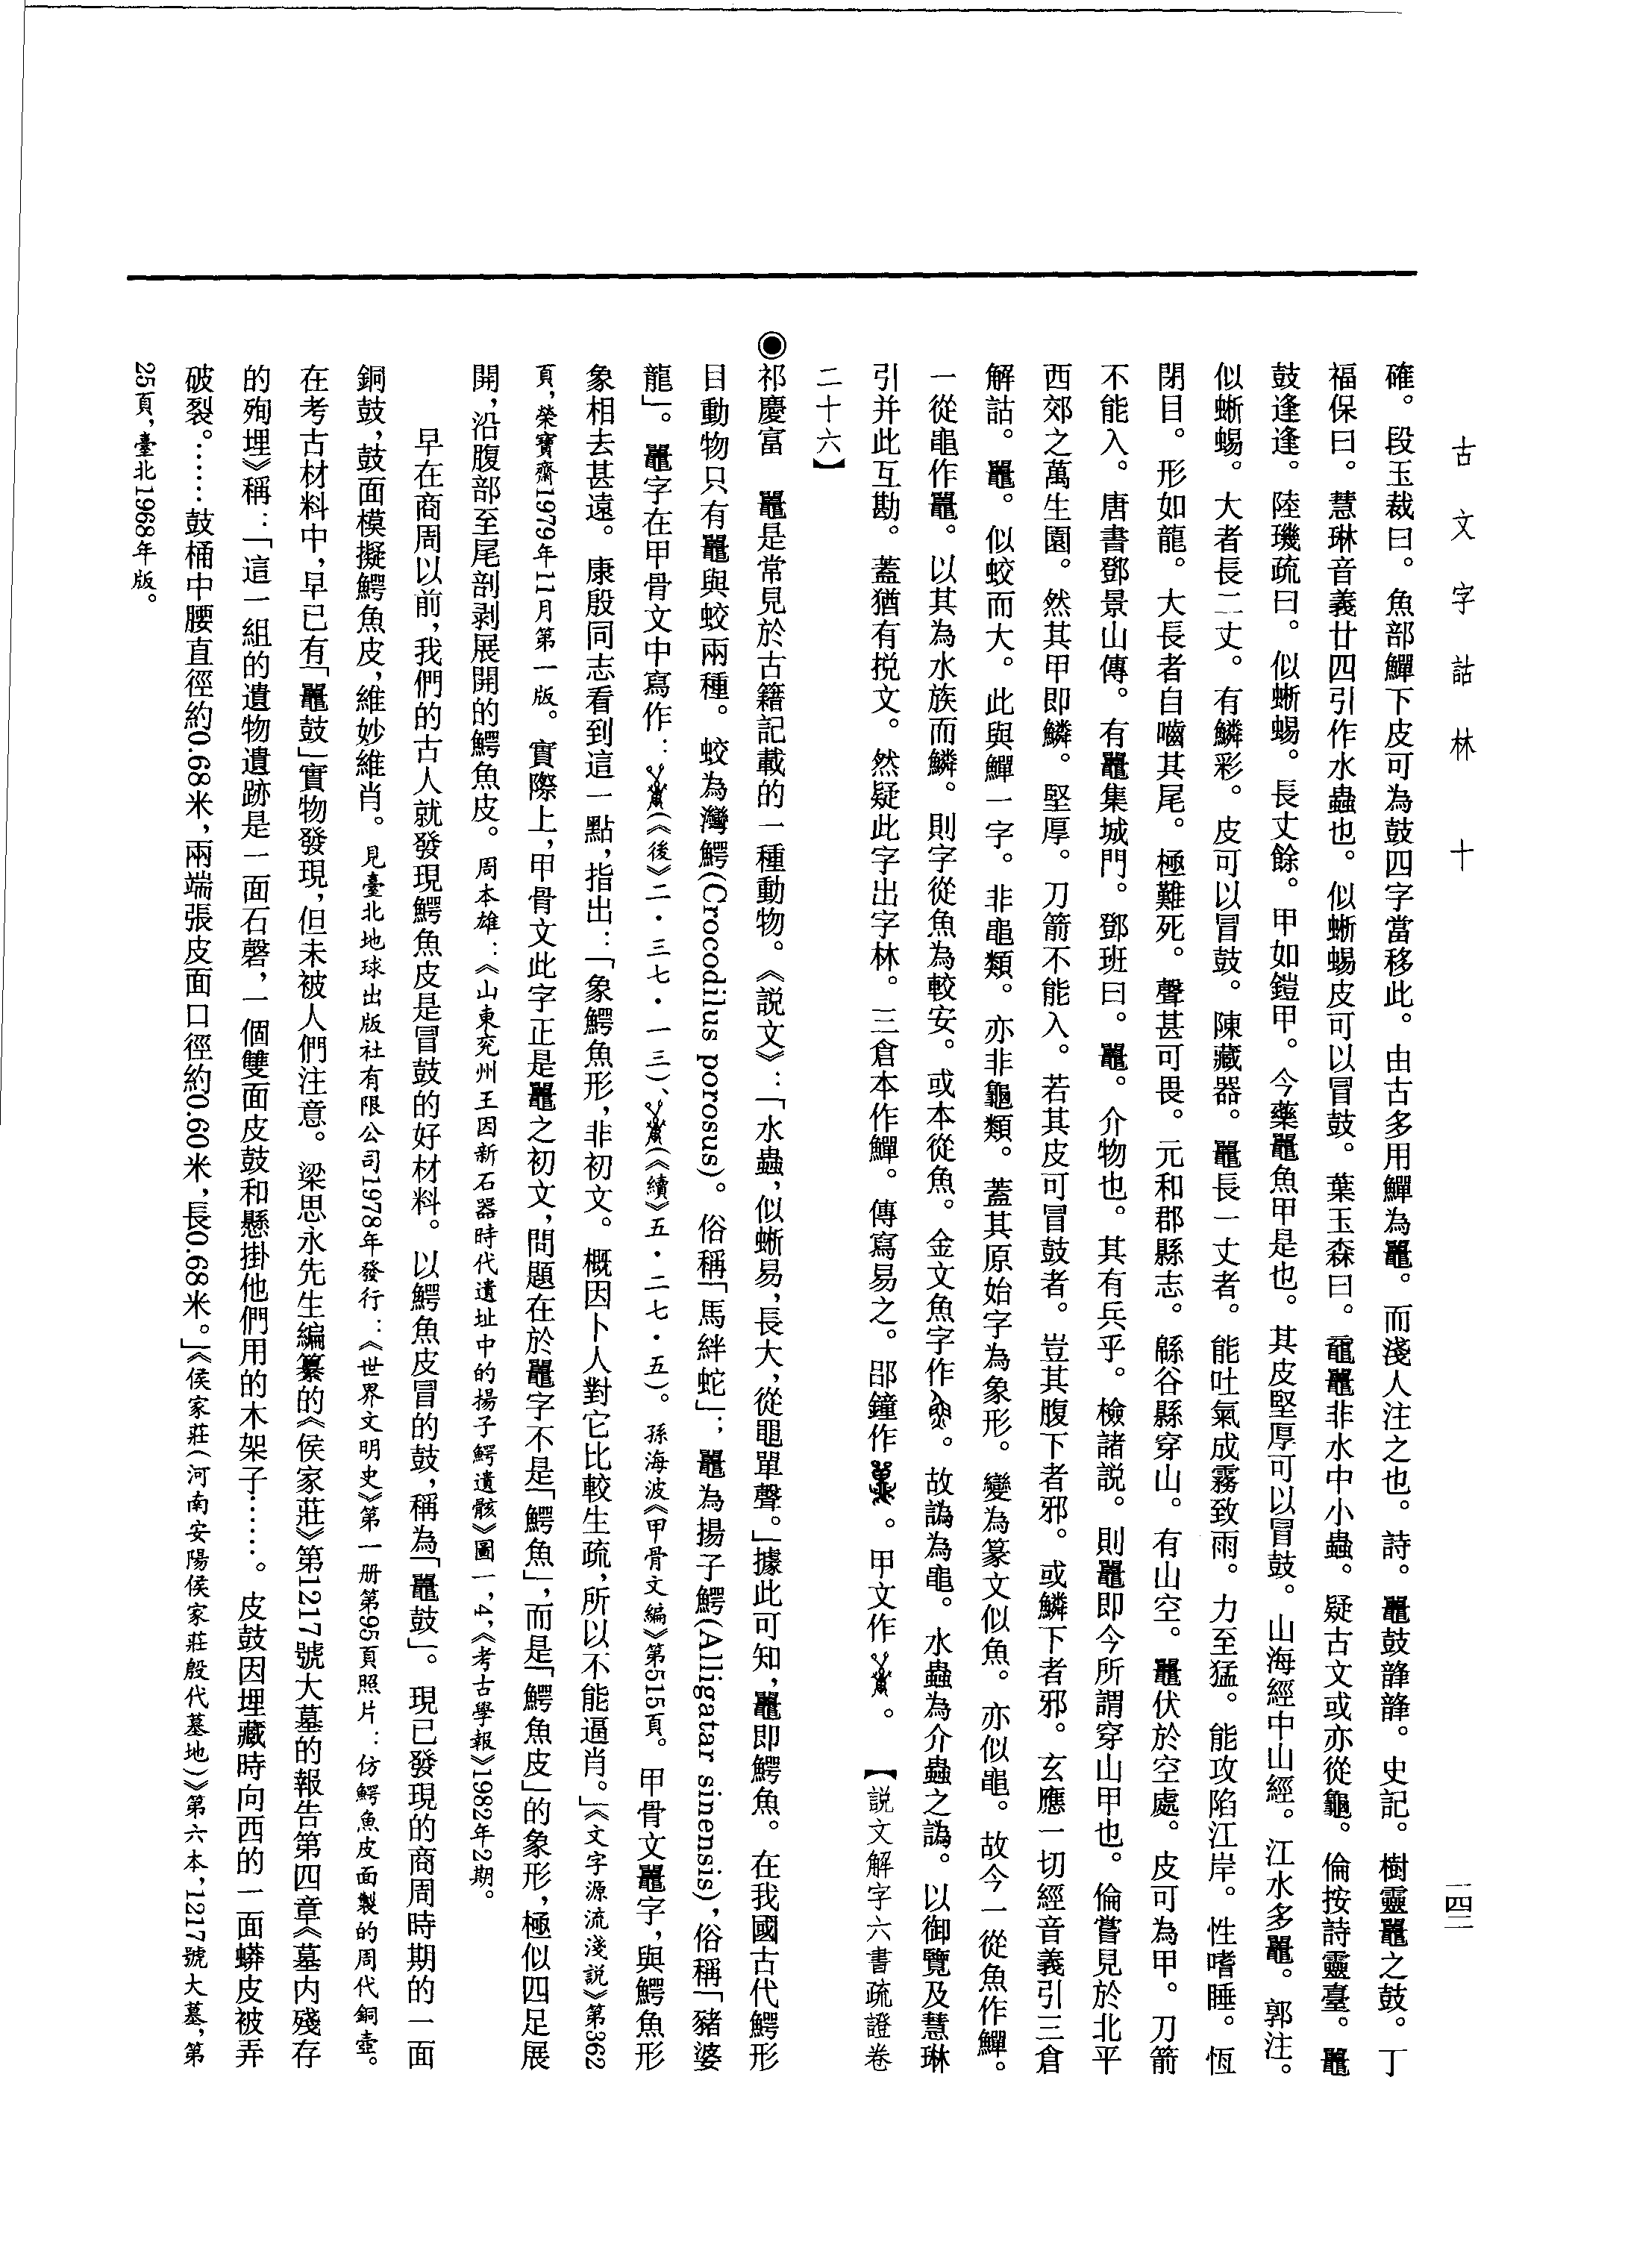 古文字詁林 十
一四二
確。段玉裁曰。魚部鱓下皮可為鼓四字當移此。由古多用鱓為鼉。而淺人注之也。詩。鼉鼓韸韸。史記。樹靈鼉之鼓。丁
福保曰。慧琳音義廿四引作水蟲也。似蜥蜴皮可以冒鼓。葉玉森曰。黿鼉非水中小蟲。疑古文或亦從龜。倫按詩靈臺。鼉
鼓逢逢。陸璣疏曰。似蜥蜴。長丈餘。甲如鎧甲。今藥鼉魚甲是也。其皮堅厚可以冒鼓。山海經中山經。江水多鼉。郭注。
似蜥蜴。大者長二丈。有鱗彩。皮可以冒鼓。陳藏器。鼉長一丈者。能吐氣成霧致雨。力至猛。能攻陷江岸。性嗜睡。恆
閉目。形如龍。大長者自嚙其尾。極難死。聲甚可畏。元和郡縣志。緜谷縣穿山。有山空。鼉伏於空處。皮可為甲。刀箭
不能入。唐書鄧景山傳。有鼉集城門。鄧班曰。鼉。介物也。其有兵乎。檢諸説。則鼉即今所謂穿山甲也。倫嘗見於北平
西郊之萬生園。然其甲即鱗。堅厚。刀箭不能入。若其皮可冒鼓者。豈其腹下者邪。或鱗下者邪。玄應一切經音義引三倉
解詁。鼉。似蛟而大。此與鱓一字。非黽類。亦非龜類。蓋其原始字為象形。變為篆文似魚。亦似黽。故今一從魚作鱓。
一從黽作鼉。以其為水族而鱗。則字從魚為較安。或本從魚。金文魚字作。故譌為黽。水蟲為介蟲之譌。以御覽及慧琳
引并此互勘。蓋猶有挩文。然疑此字出字林。三倉本作鱓。傳寫易之。郘鐘作。甲文作。【説文解字六書疏證卷
二十六】
◉祁慶富 鼉是常見於古籍記載的一種動物。《説文》：「水蟲，似蜥易，長大，從黽單聲。」據此可知，鼉即鰐魚。在我國古代鰐形
目動物只有鼉與蛟兩種。蛟為灣鰐(Crocodilus porosus)。俗稱「馬絆蛇」；鼉為揚子鰐(Alligatar sinensis)，俗稱「豬婆
龍」。鼉字在甲骨文中寫作：(《後》二·三七·一三)、(《續》五·二七·五)。孫海波《甲骨文編》第515頁。甲骨文鼉字，與鰐魚形
象相去甚遠。康殷同志看到這一點，指出：「象鰐魚形，非初文。概因卜人對它比較生疏，所以不能逼肖。」《文字源流淺説》第362
頁，榮寶齋1979年11月第一版。實際上，甲骨文此字正是鼉之初文，問題在於鼉字不是「鰐魚」，而是「鰐魚皮」的象形，極似四足展
開，沿腹部至尾剖剥展開的鰐魚皮。周本雄：《山東兖州王因新石器時代遺址中的揚子鰐遺骸》圖一，4，《考古學報》1982年2期。
早在商周以前，我們的古人就發現鰐魚皮是冒鼓的好材料。以鰐魚皮冒的鼓，稱為「鼉鼓」。現已發現的商周時期的一面
銅鼓，鼓面模擬鰐魚皮，維妙維肖。見臺北地球出版社有限公司1978年發行：《世界文明史》第一册第95頁照片：仿鰐魚皮面製的周代銅壺。
在考古材料中，早已有「鼉鼓」實物發現，但未被人們注意。梁思永先生編纂的《侯家莊》第1217號大墓的報告第四章《墓内殘存
的殉埋》稱：「這一組的遺物遺跡是一面石磬，一個雙面皮鼓和懸掛他們用的木架子……。皮鼓因埋藏時向西的一面蟒皮被弄
破裂。……鼓桶中腰直徑約0.68米，兩端張皮面口徑約0.60米，長0.68米。」《侯家莊(河南安陽侯家莊殷代墓地)》第六本，1217號大墓，第
25頁，臺北1968年版。